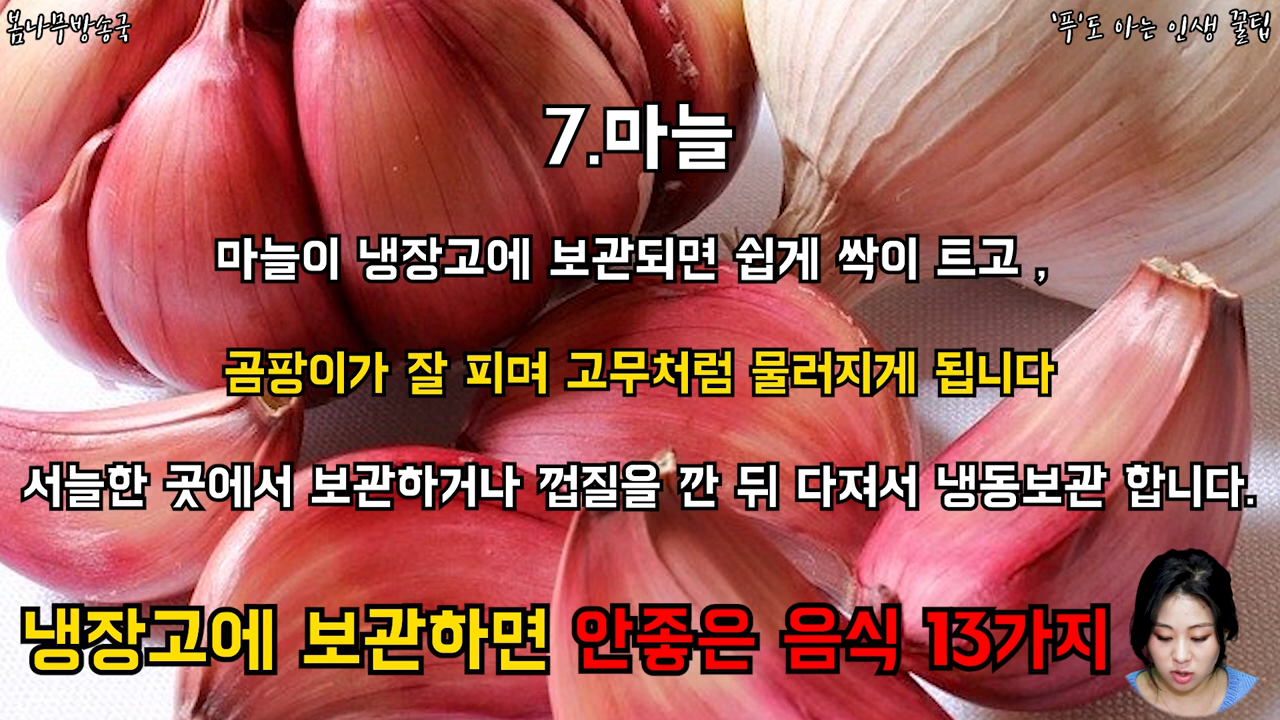 봄나무방송국
'푸'도 아는 인생 꿀팁
7.마늘
마늘이 냉장고에 보관되면 쉽게 싹이 트고 ,
곰팡이가 잘 피며 고무처럼 물러지게 됩니다
서늘한 곳에서 보관하거나 껍질을 깐 뒤 다져서 냉동보관 합니다.
냉장고에 보관하면 안좋은 음식 13가지